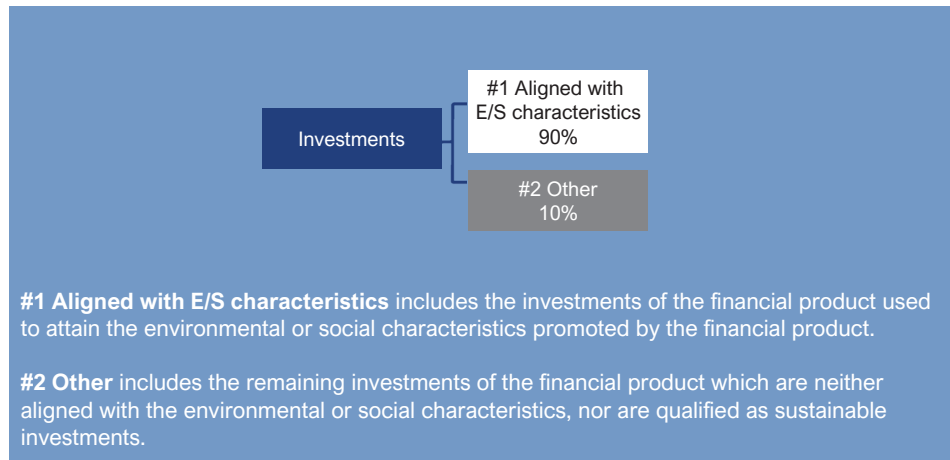 #1 Aligned with
E/S characteristics
90%
Investments
#2 Other
10%
#1 Aligned with E/S characteristics includes the investments of the financial product used
to attain the environmental or social characteristics promoted by the financial product.
#2 Other includes the remaining investments of the financial product which are neither
aligned with the environmental or social characteristics, nor are qualified as sustainable
investments.